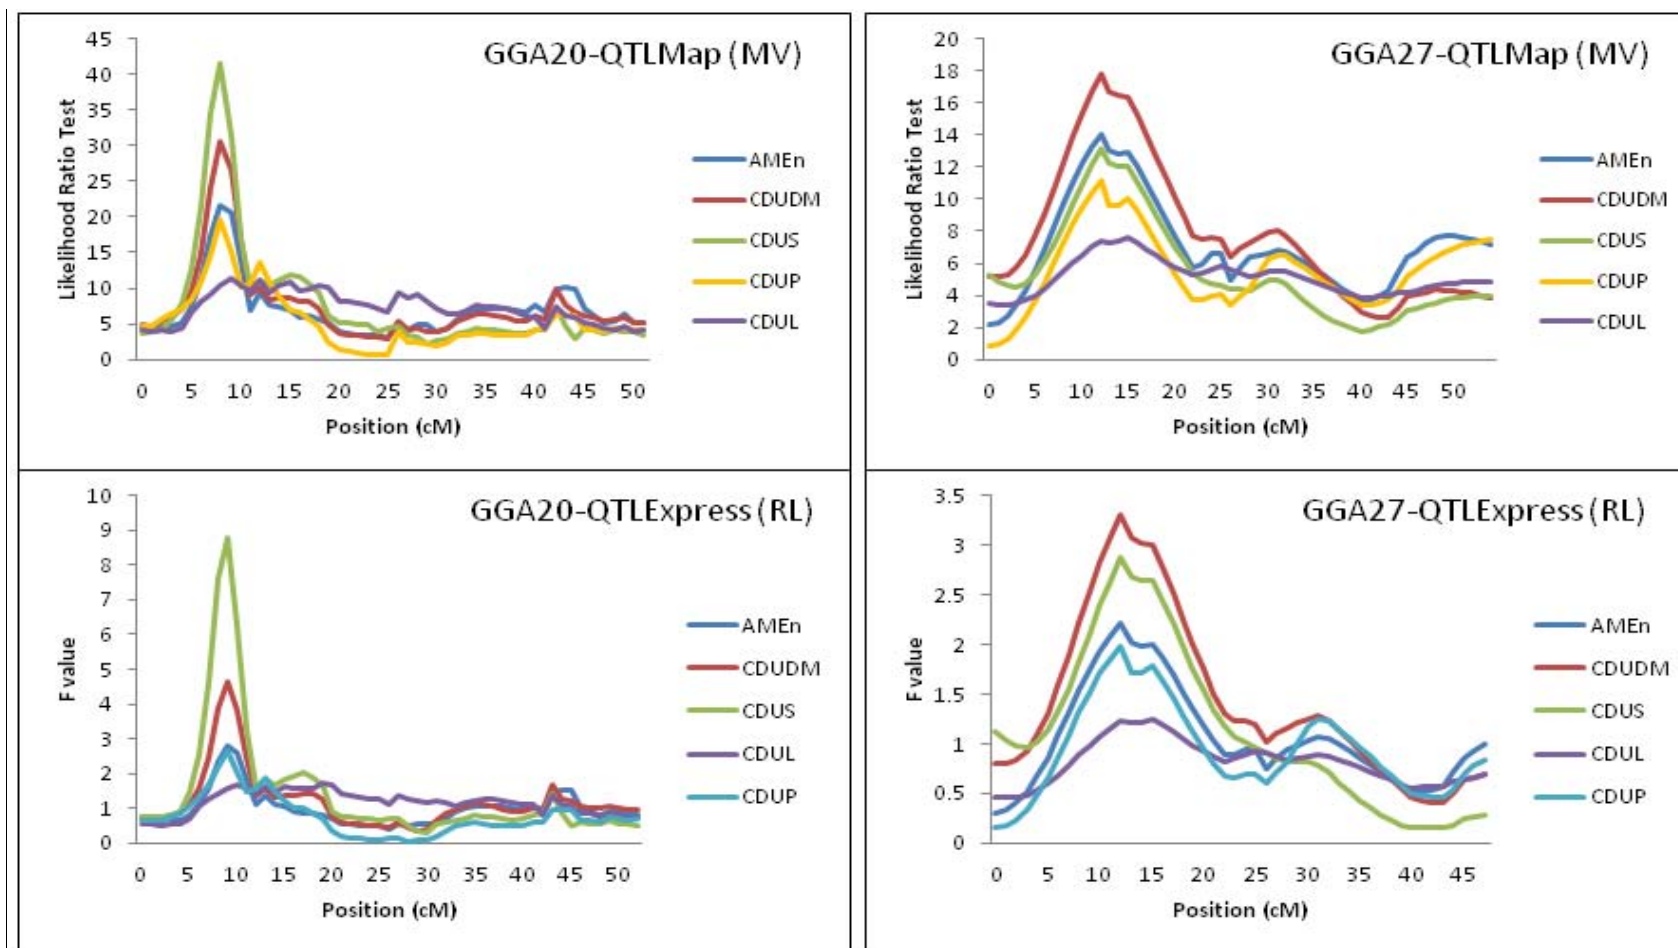 GGA20-QTLMap (MV)
Likelihood Ratio Test
45
40
35
30
25
20
15
10
5
0
0 5 10 15 20 25 30 35 40 45 50
Position (cM)
AMEn
CDUDM
CDUS
CDUP
CDUL
GGA27-QTLMap (MV)
Likelihood Ratio Test
20
18
16
14
12
10
8
6
4
2
0
0 5 10 15 20 25 30 35 40 45 50
Position (cM)
AMEn
CDUDM
CDUS
CDUP
CDUL
GGA20-QTLExpress (RL)
F value
10
9
8
7
6
5
4
3
2
1
0
0 5 10 15 20 25 30 35 40 45 50
Position (cM)
AMEn
CDUDM
CDUS
CDUL
CDUP
GGA27-QTLExpress (RL)
F value
3.5
3
2.5
2
1.5
1
0.5
0
0 5 10 15 20 25 30 35 40 45
Position (cM)
AMEn
CDUDM
CDUS
CDUL
CDUP